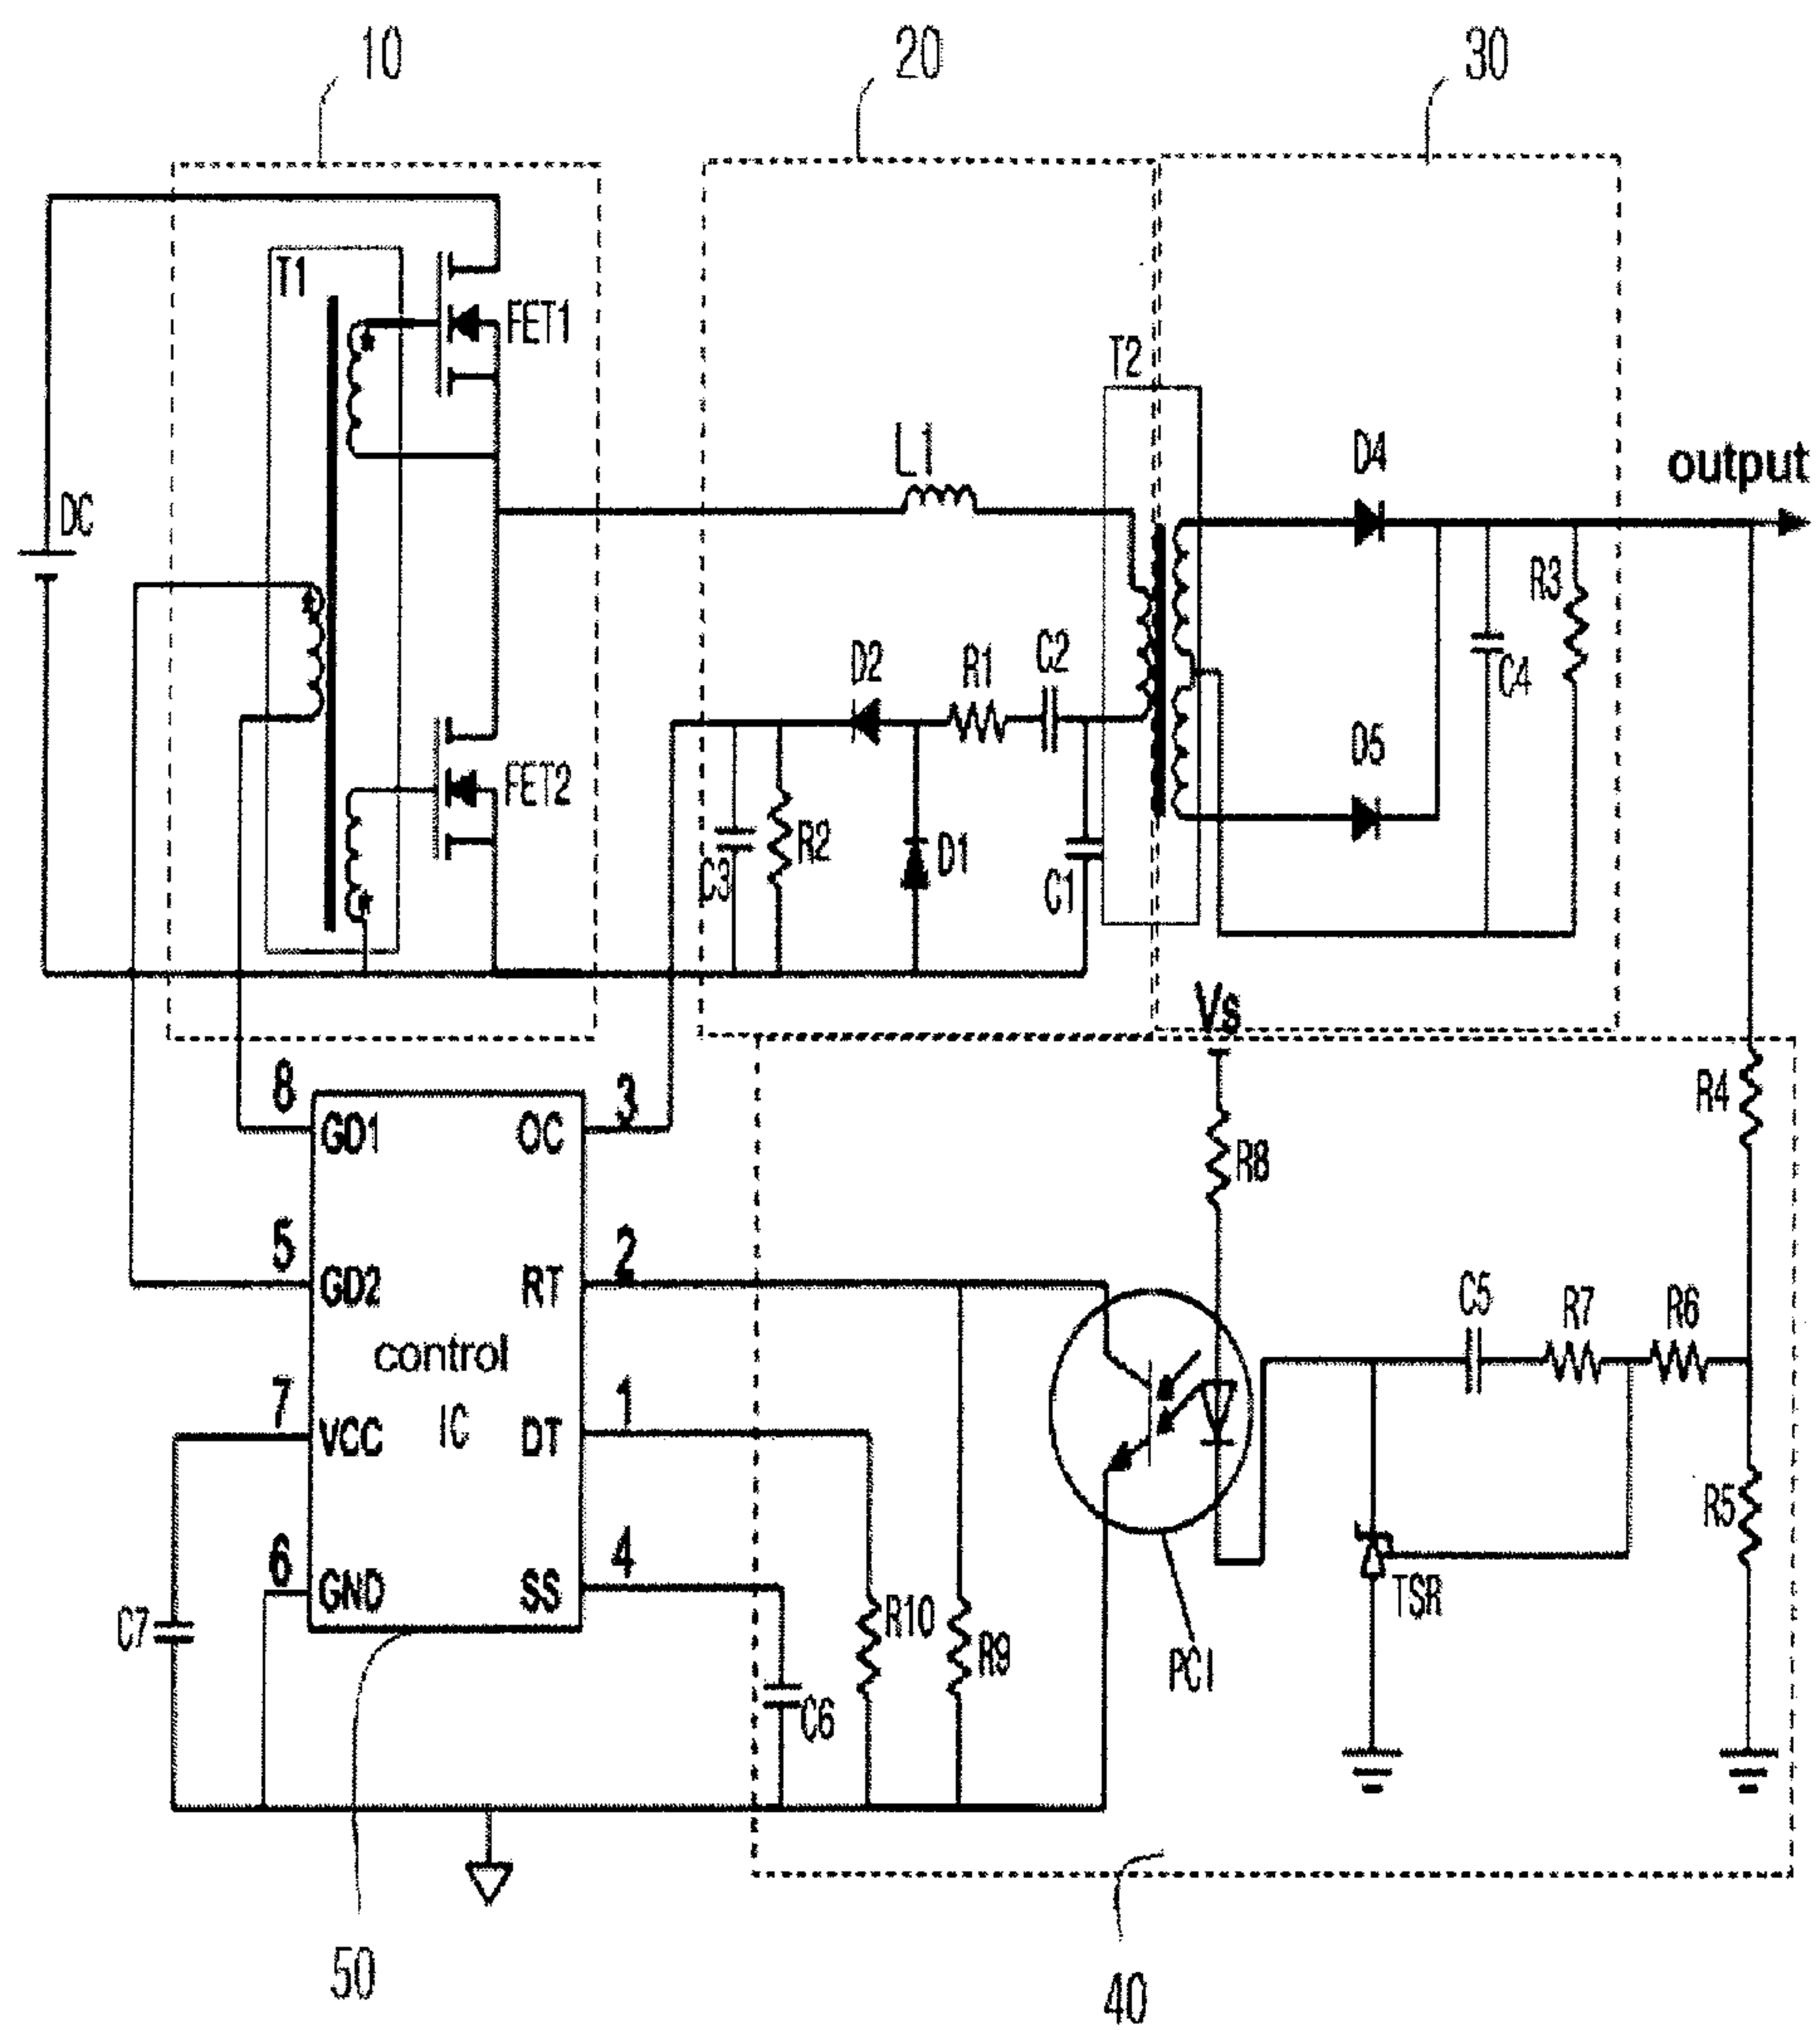 10
20
30
T1
FET1
T2
L1
D4
output
DC
R3
D2
R1
C2
C4
D5
FET2
C3
R2
D1
C1
Vs
8
3
R4
GD1
OC
R8
5
2
GD2
RT
C5
R7
R6
control
IC
7
1
VCC
DT
R5
6
4
TSR
GND
SS
C7
R10
R9
PC1
C6
50
40